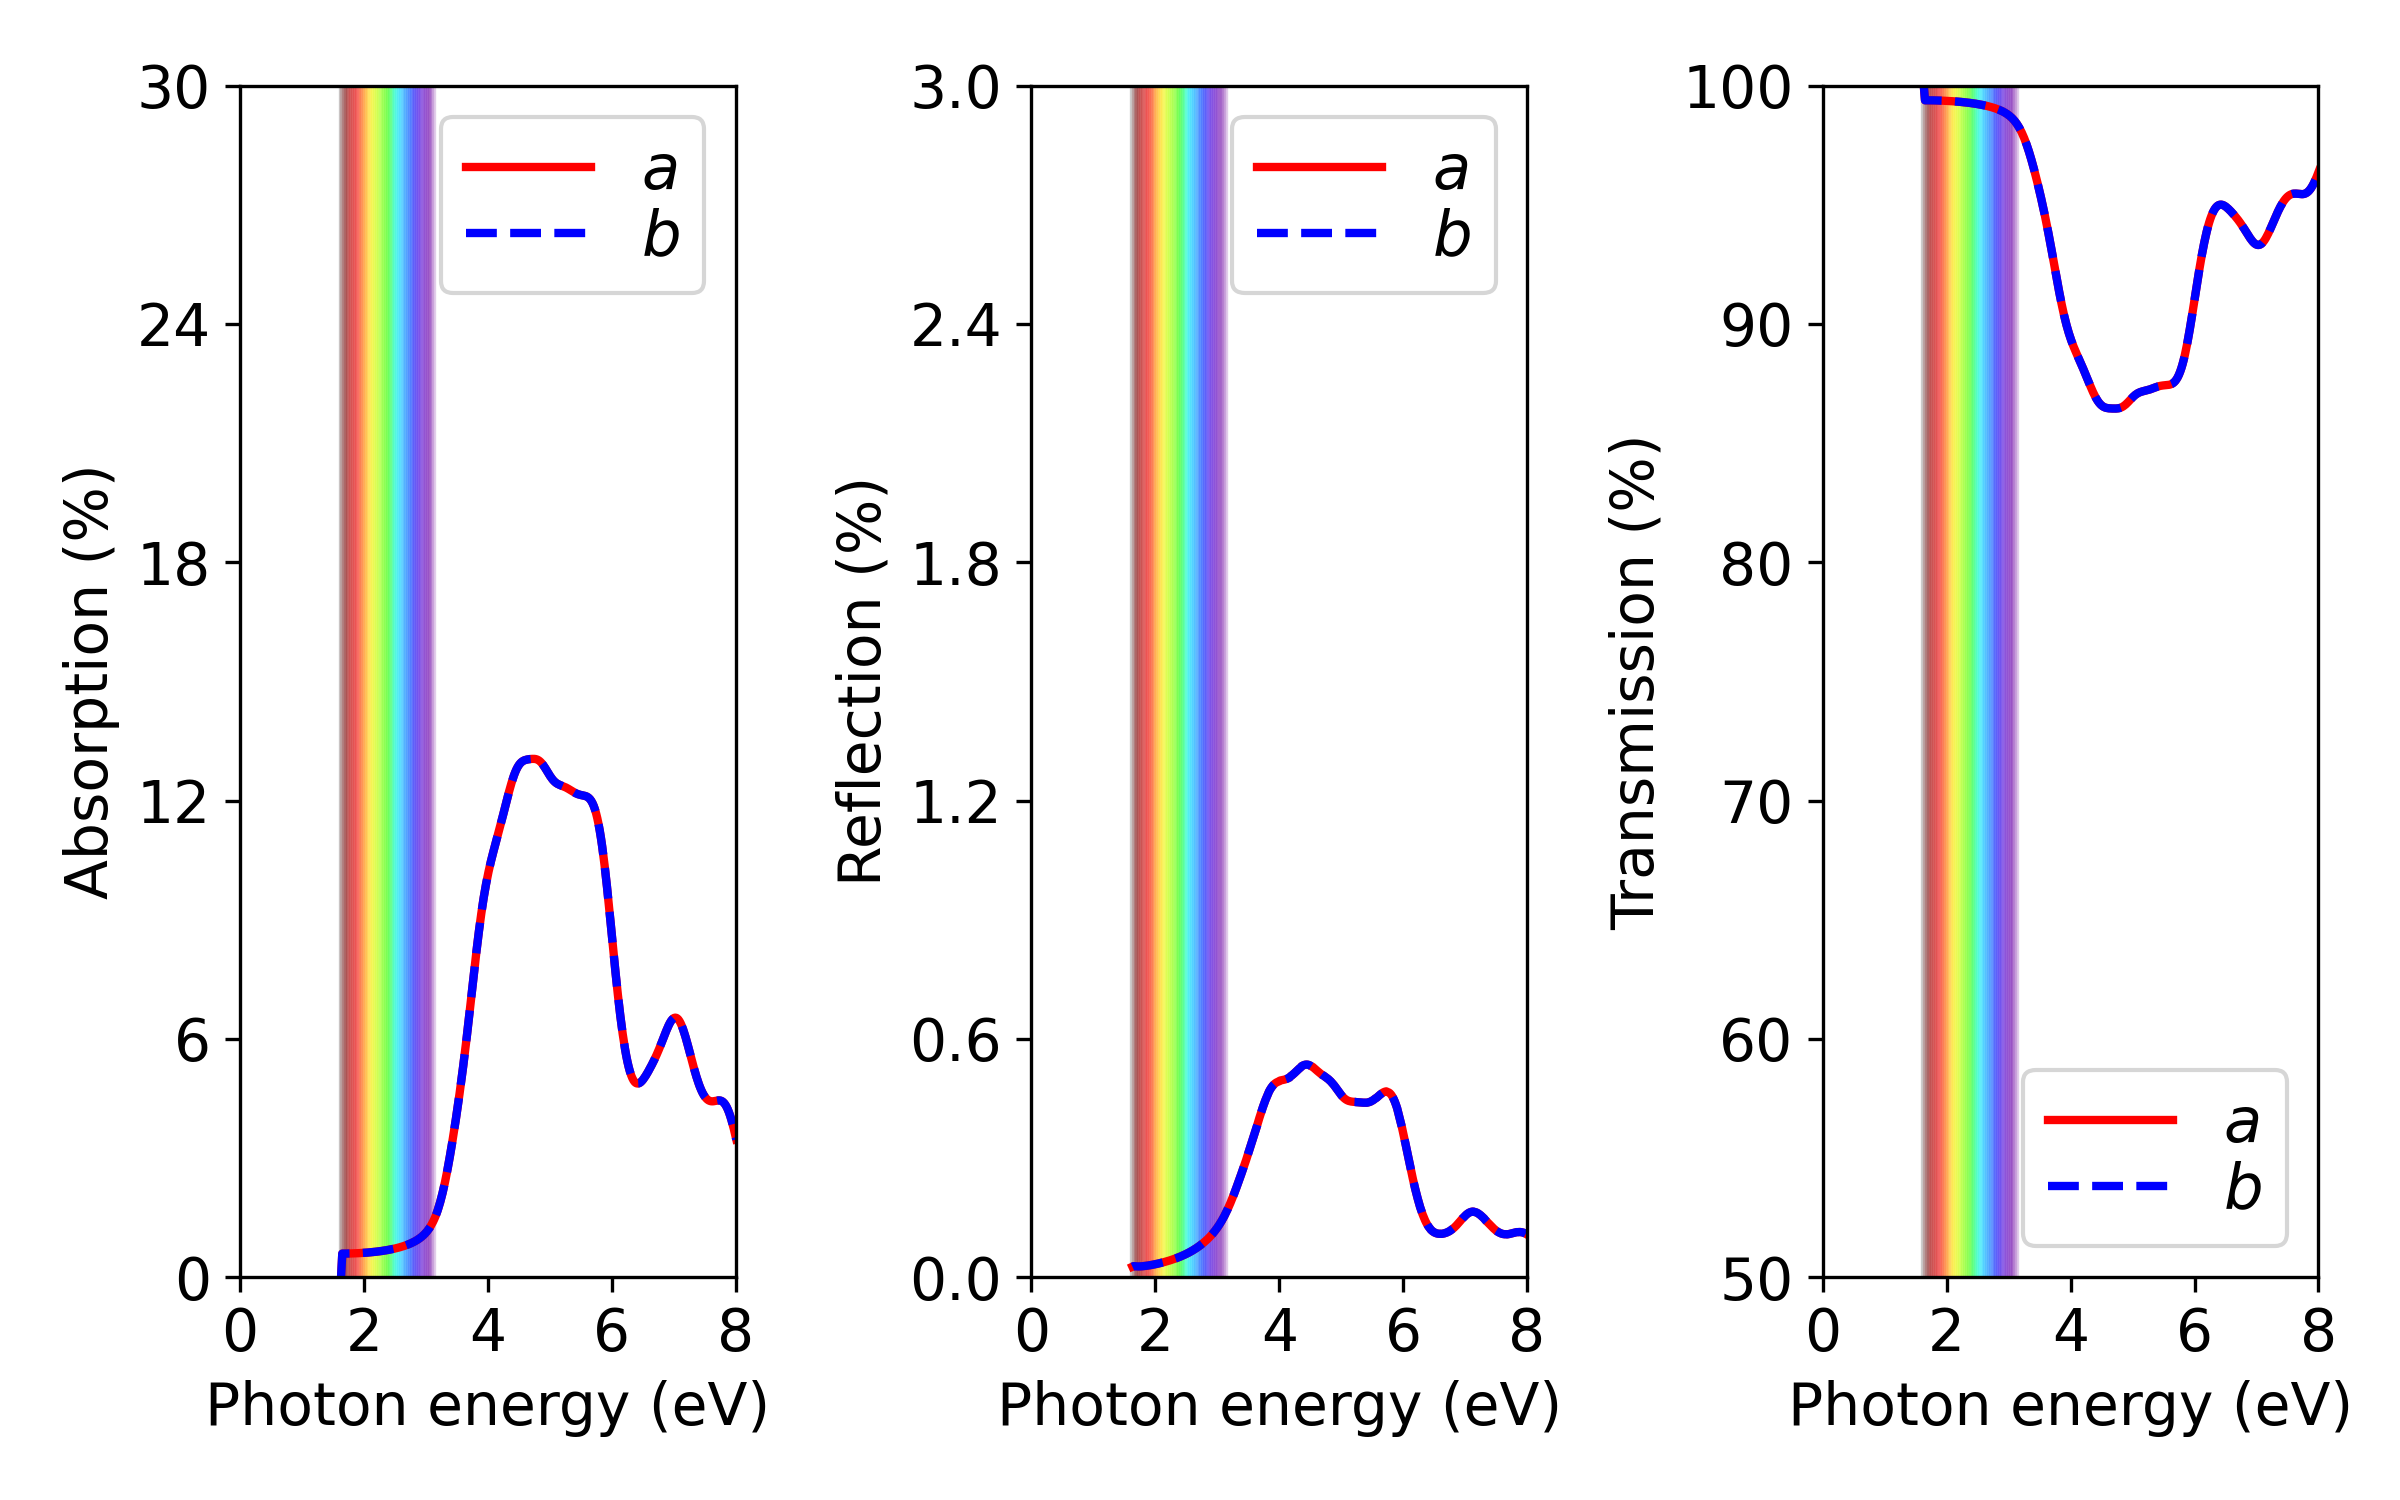 Absorption (%)
30
24
18
12
6
0
0 2 4 6 8
Photon energy (eV)
a
b
Reflection (%)
3.0
2.4
1.8
1.2
0.6
0.0
0 2 4 6 8
Photon energy (eV)
a
b
Transmission (%)
100
90
80
70
60
50
0 2 4 6 8
Photon energy (eV)
a
b